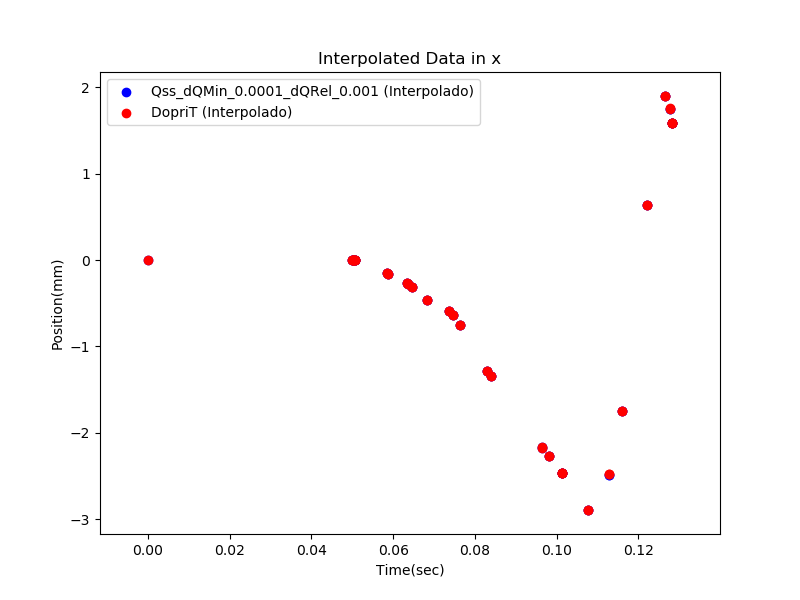 Interpolated Data in x
Qss_dQMin_0.0001_dQRel_0.001 (Interpolado)
DopriT (Interpolado)
2
1
0
−1
−2
−3
Position(mm)
0.00 0.02 0.04 0.06 0.08 0.10 0.12
Time(sec)